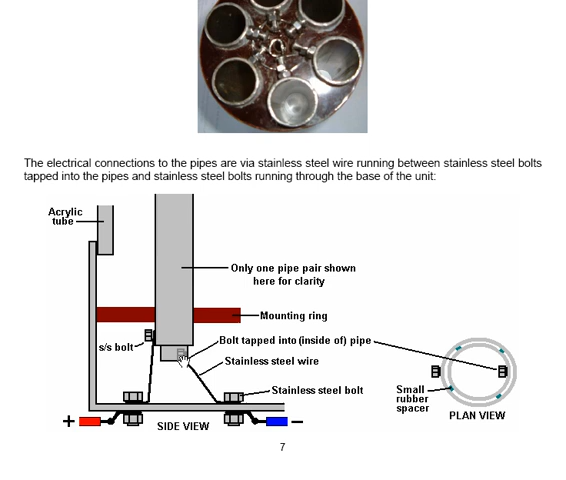 The electrical connections to the pipes are via stainless steel wire running between stainless steel bolts
tapped into the pipes and stainless steel bolts running through the base of the unit:
Acrylic
tube
Only one pipe pair shown
here for clarity
Mounting ring
s/s bolt
Bolt tapped into (inside of) pipe
Stainless steel wire
Stainless steel bolt
Small
rubber
spacer
PLAN VIEW
+
SIDE VIEW
−
7